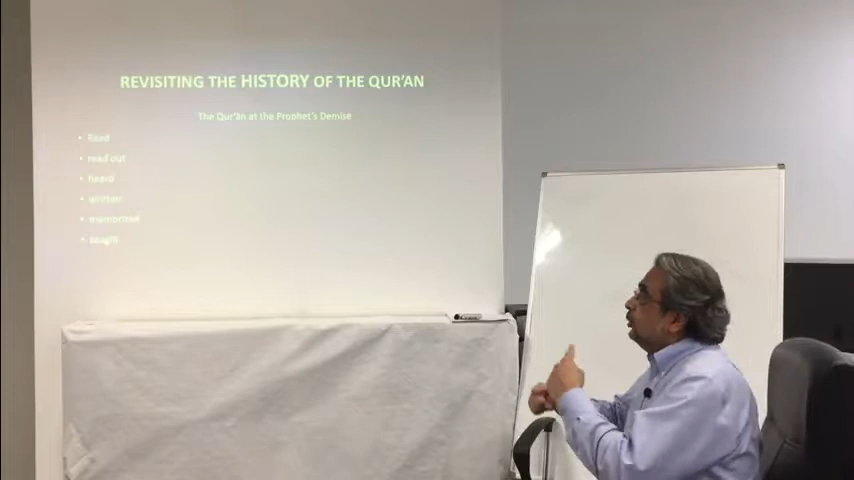 REVISITING THE HISTORY OF THE QUR'AN
The Qur'ān at the Prophet's Demise
• Read
• read out
• heard
• written
• memorized
• taught